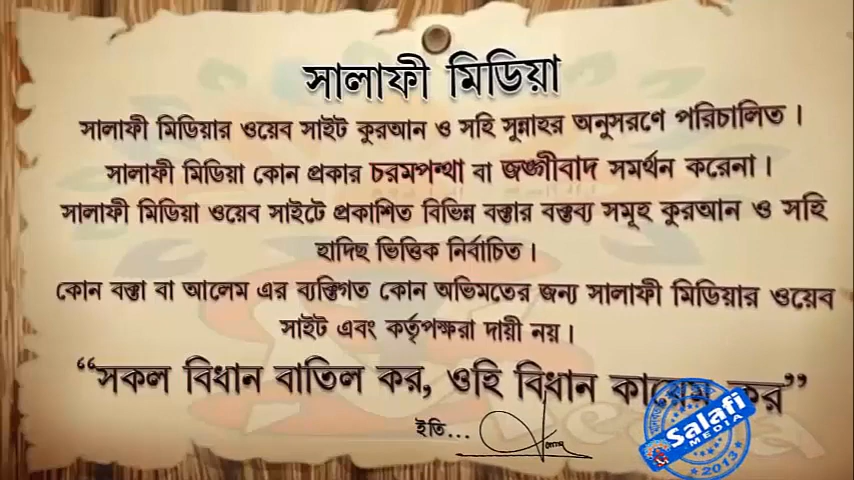 সালাফী মিডিয়া
সালাফী মিডিয়ার ওয়েব সাইট কুরআন ও সহি সুন্নাহর অনুসরণে পরিচালিত ।
সালাফী মিডিয়া কোন প্রকার চরমপন্থা বা জঙ্গীবাদ সমর্থন করেনা ।
সালাফী মিডিয়া ওয়েব সাইটে প্রকাশিত বিভিন্ন বক্তার বক্তব্য সমূহ কুরআন ও সহি
হাদিছ ভিত্তিক নির্বাচিত ।
কোন বক্তা বা আলেম এর ব্যক্তিগত কোন অভিমতের জন্য সালাফী মিডিয়ার ওয়েব
সাইট এবং কর্তৃপক্ষরা দায়ী নয় ।
“সকল বিধান বাতিল কর, ওহি বিধান কায়েম কর”
ইতি...
Salafi
MEDIA
2013